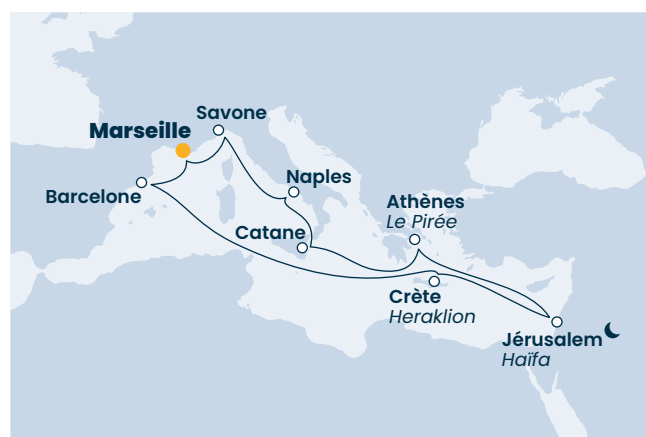 Savone
Marseille
Barcelone
Naples
Catane
Athènes
Le Pirée
Crète
Heraklion
Jérusalem
Haïfa